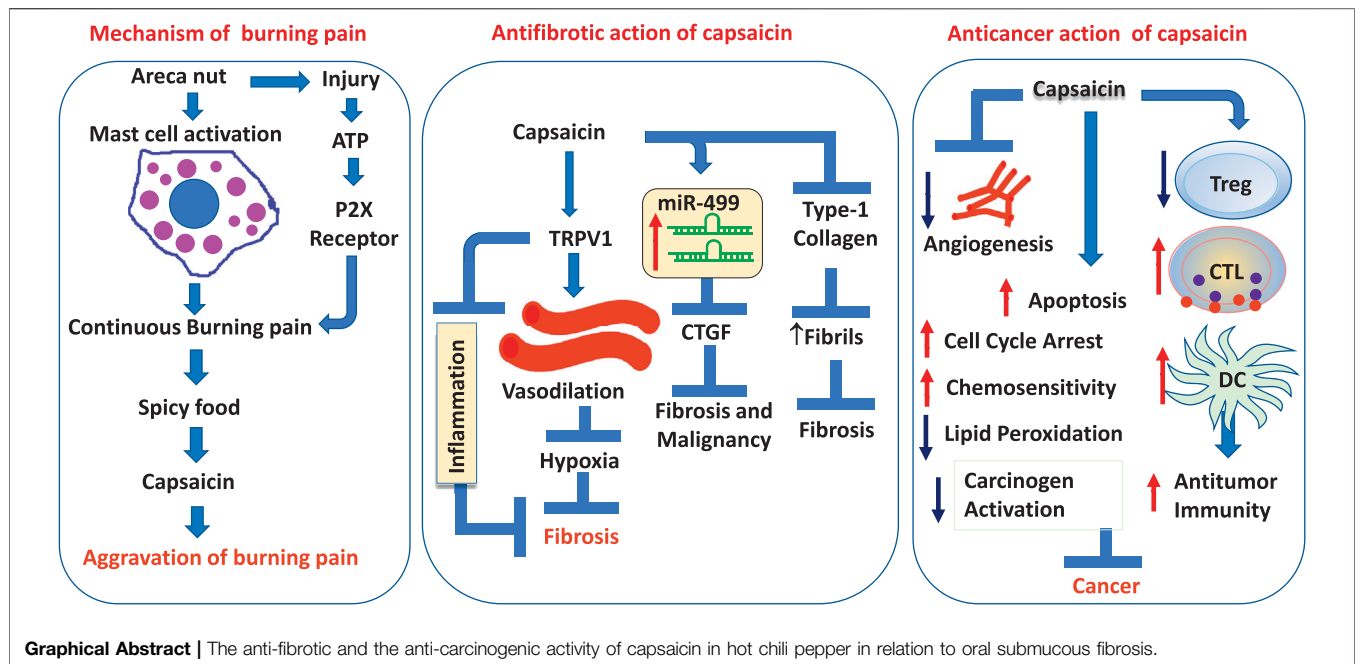 Mechanism of burning pain
Areca nut
Injury
Mast cell activation
ATP
P2X
Receptor
Continuous Burning pain
Spicy food
Capsaicin
Aggravation of burning pain
Antifibrotic action of capsaicin
Capsaicin
TRPV1
miR-499
Type-1
Collagen
Inflammation
Vasodilation
CTGF
↑Fibrils
Hypoxia
Fibrosis and
Malignancy
Fibrosis
Fibrosis
Anticancer action of capsaicin
Capsaicin
Treg
Angiogenesis
CTL
Apoptosis
Cell Cycle Arrest
Chemosensitivity
DC
Lipid Peroxidation
Carcinogen
Activation
Antitumor
Immunity
Cancer
Graphical Abstract | The anti-fibrotic and the anti-carcinogenic activity of capsaicin in hot chili pepper in relation to oral submucous fibrosis.